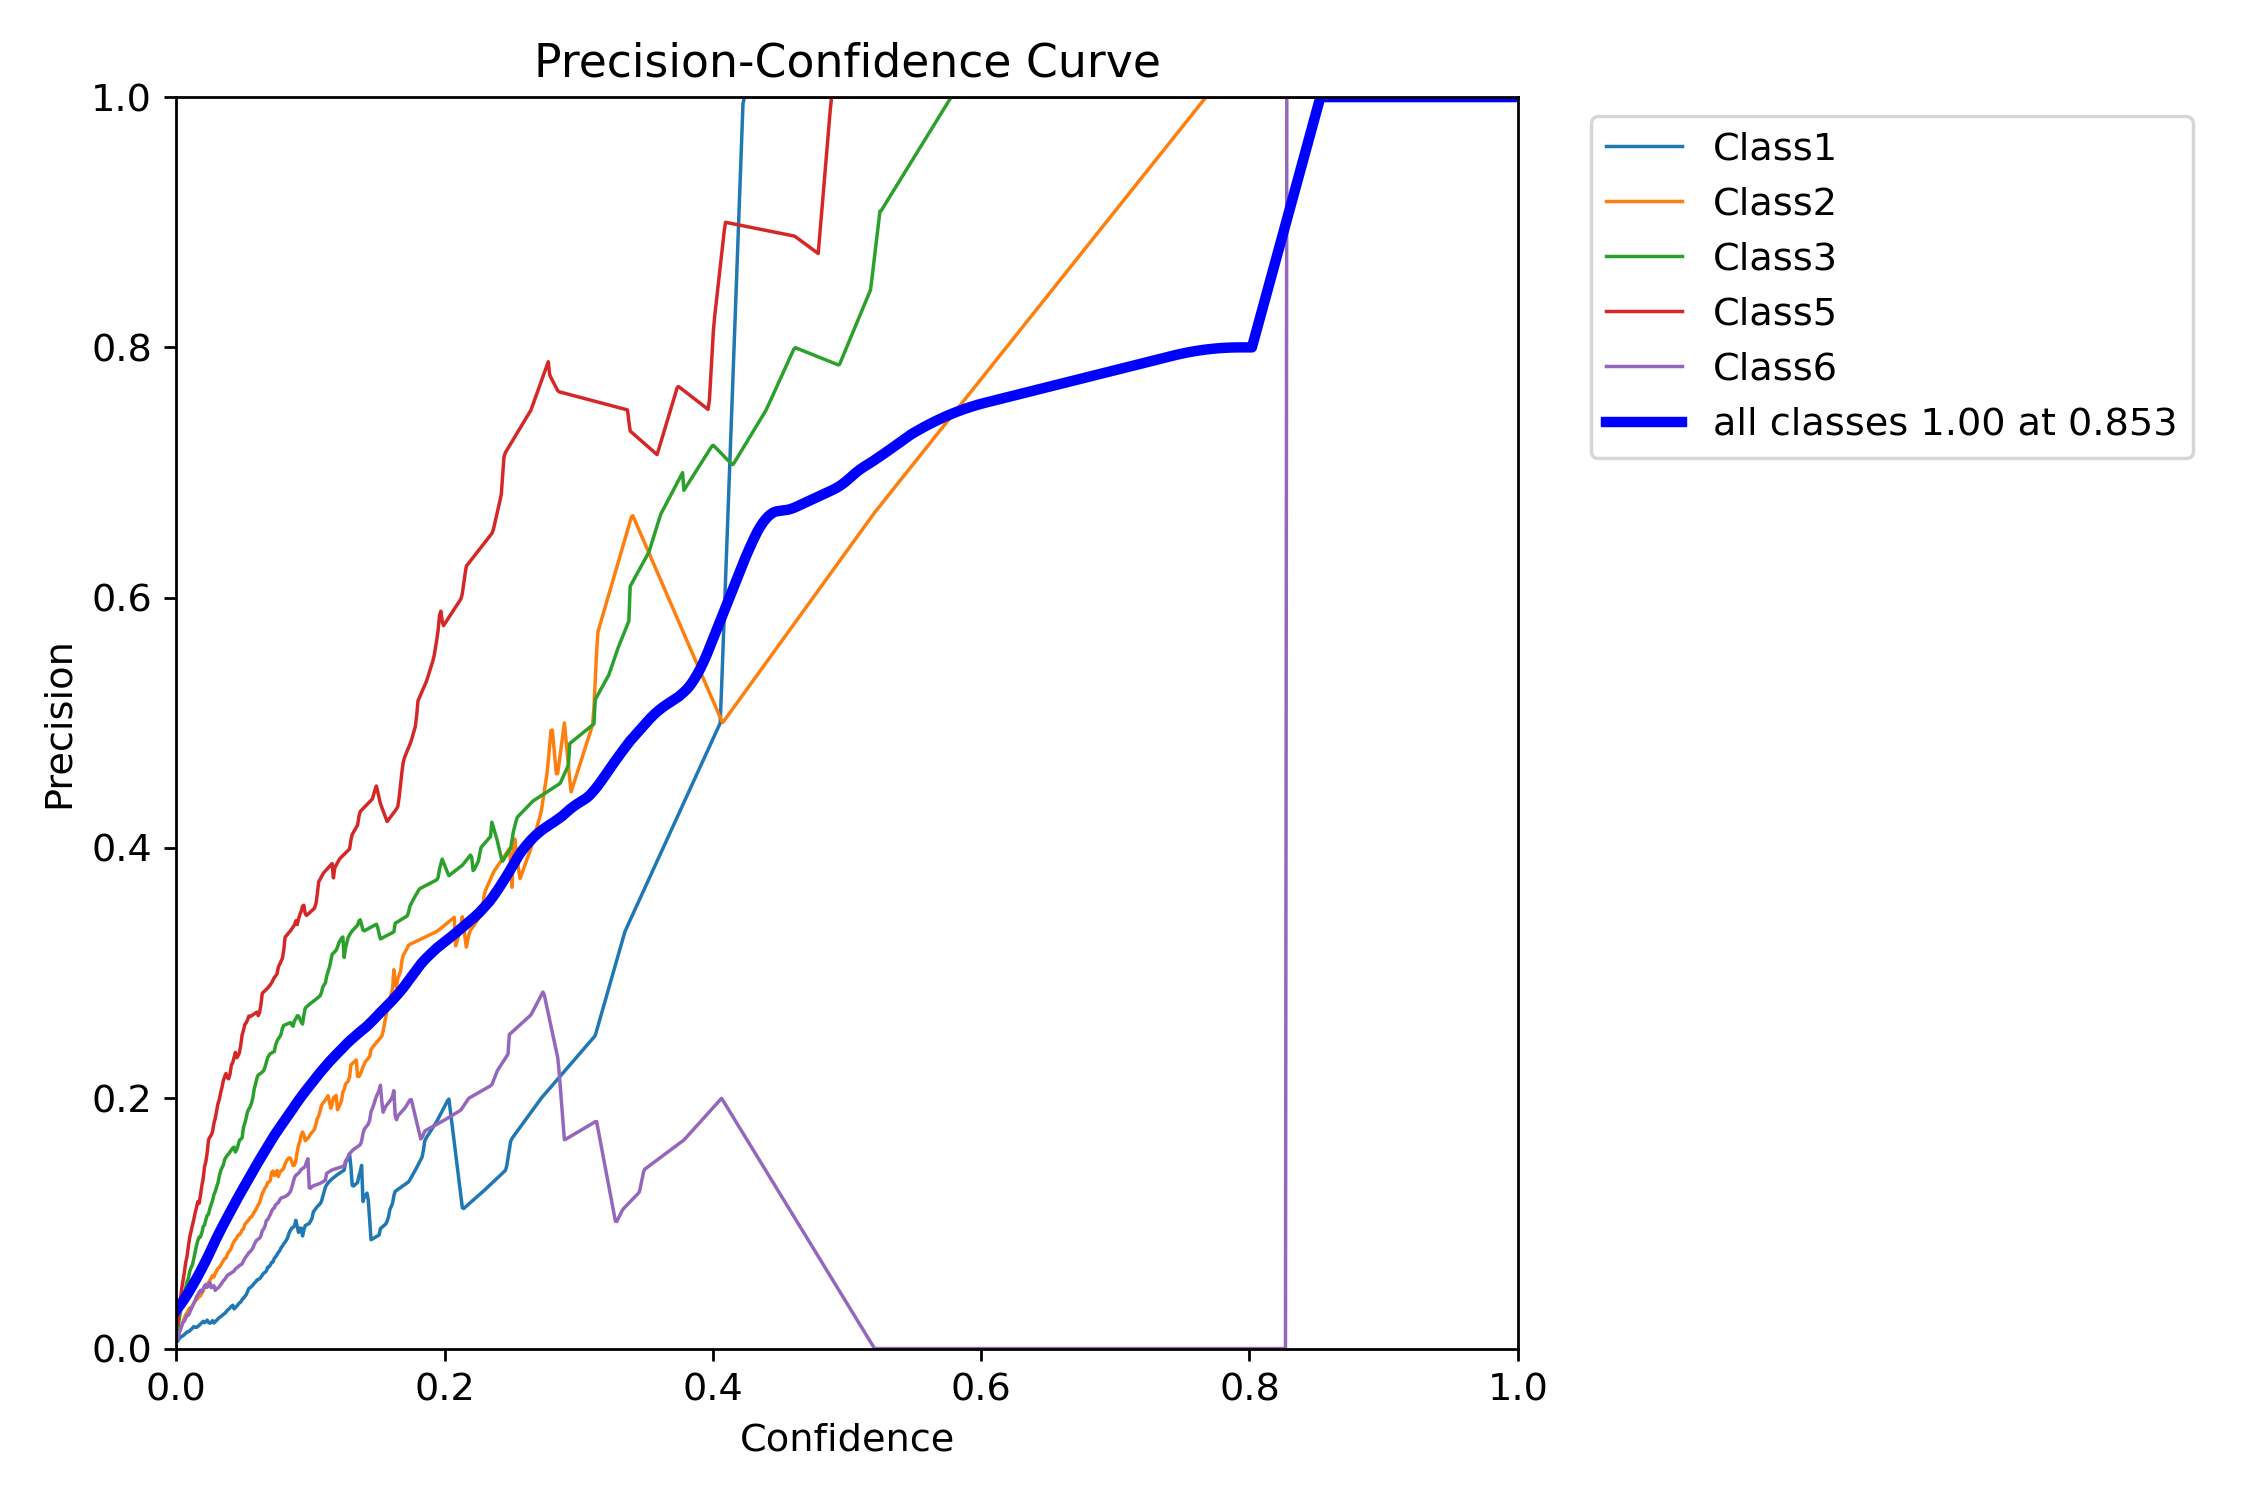 Precision-Confidence Curve
1.0
0.8
0.6
0.4
0.2
0.0
Precision
0.0 0.2 0.4 0.6 0.8 1.0
Confidence
Class1
Class2
Class3
Class5
Class6
all classes 1.00 at 0.853